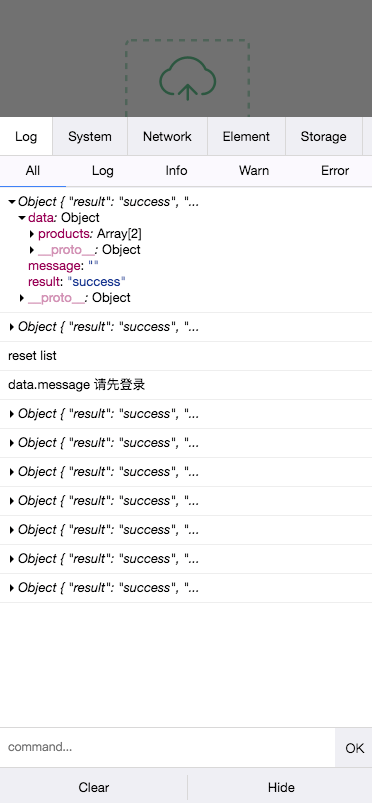 Log System Network Element Storage
All Log Info Warn Error
Object { "result": "success", "...
data: Object
products: Array[2]
__proto__: Object
message: ""
result: "success"
__proto__: Object
Object { "result": "success", "...
reset list
data.message 请先登录
Object { "result": "success", "...
Object { "result": "success", "...
Object { "result": "success", "...
Object { "result": "success", "...
Object { "result": "success", "...
Object { "result": "success", "...
Object { "result": "success", "...
command... OK
Clear Hide